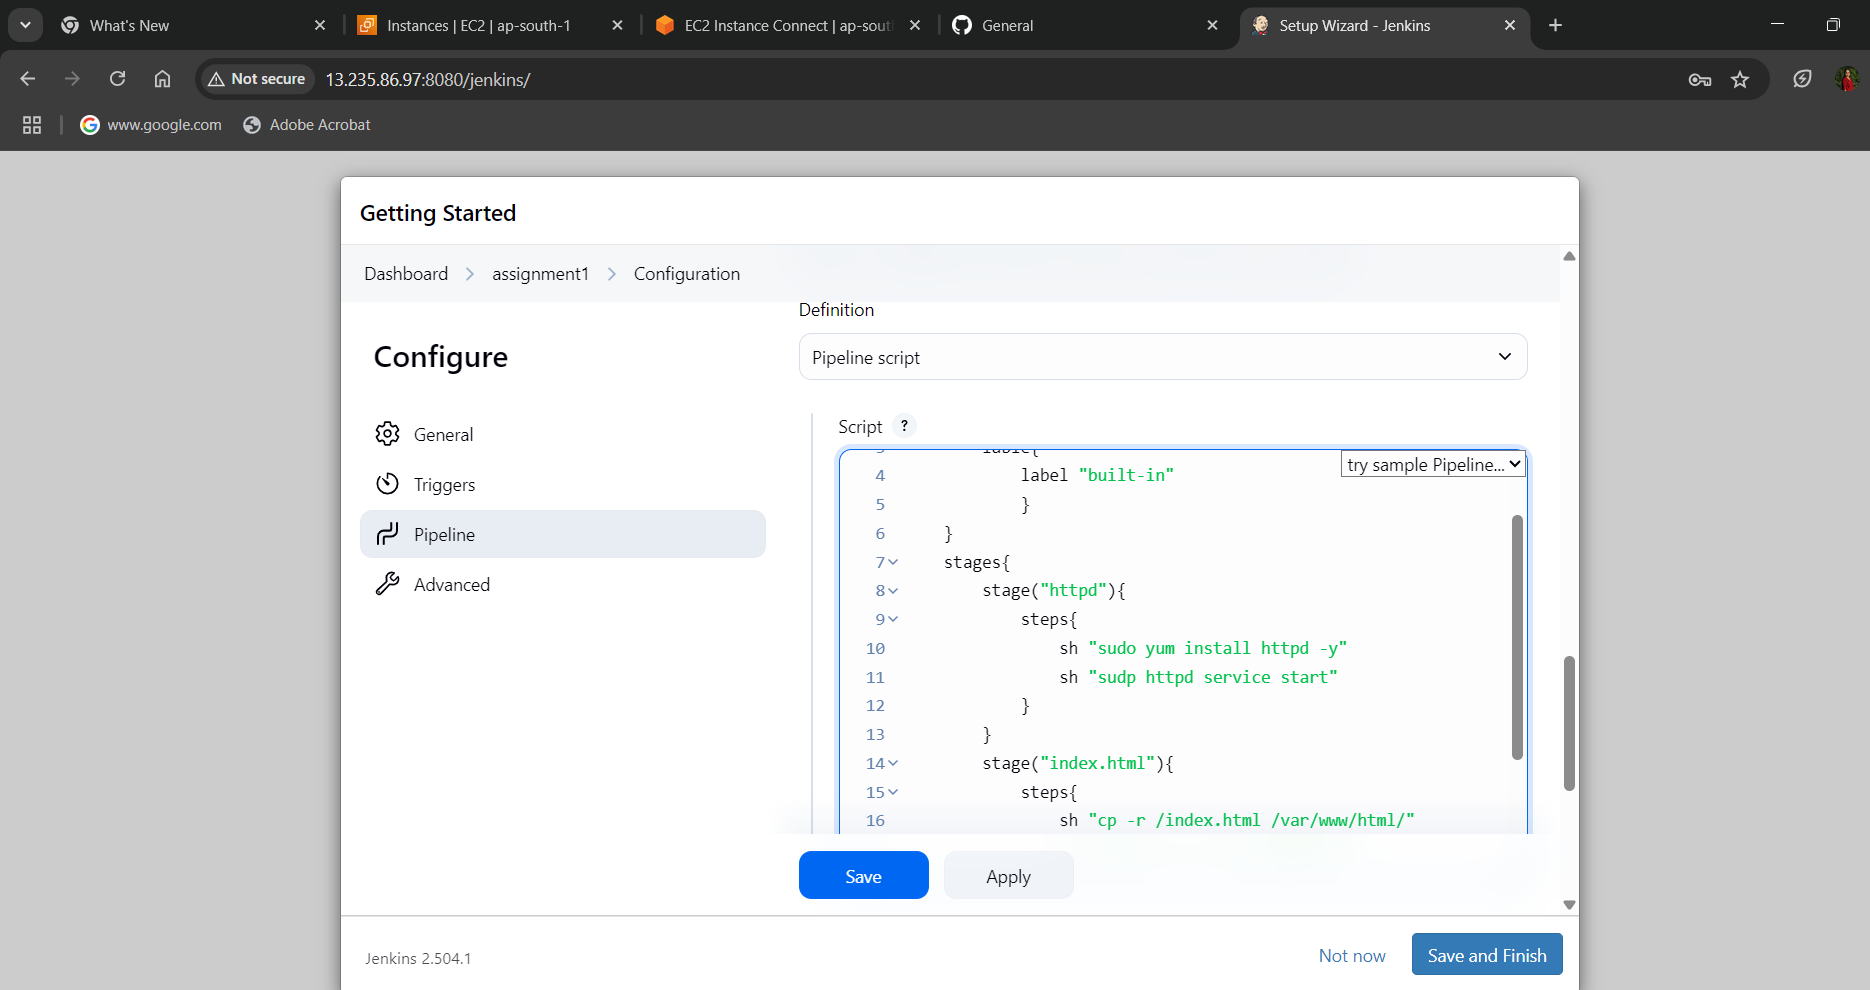 What's New
Instances | EC2 | ap-south-1
EC2 Instance Connect | ap-sout
General
Setup Wizard - Jenkins
Not secure
13.235.86.97:8080/jenkins/
www.google.com
Adobe Acrobat
Getting Started
Dashboard > assignment1 > Configuration
Definition
Configure
Pipeline script
General
Triggers
Pipeline
Advanced
Script ?
try sample Pipeline...
4 label "built-in"
5 }
6 }
7 stages{
8 stage("httpd"){
9 steps{
10 sh "sudo yum install httpd -y"
11 sh "sudp httpd service start"
12 }
13 }
14 stage("index.html"){
15 steps{
16 sh "cp -r /index.html /var/www/html/"
Save
Apply
Jenkins 2.504.1
Not now
Save and Finish